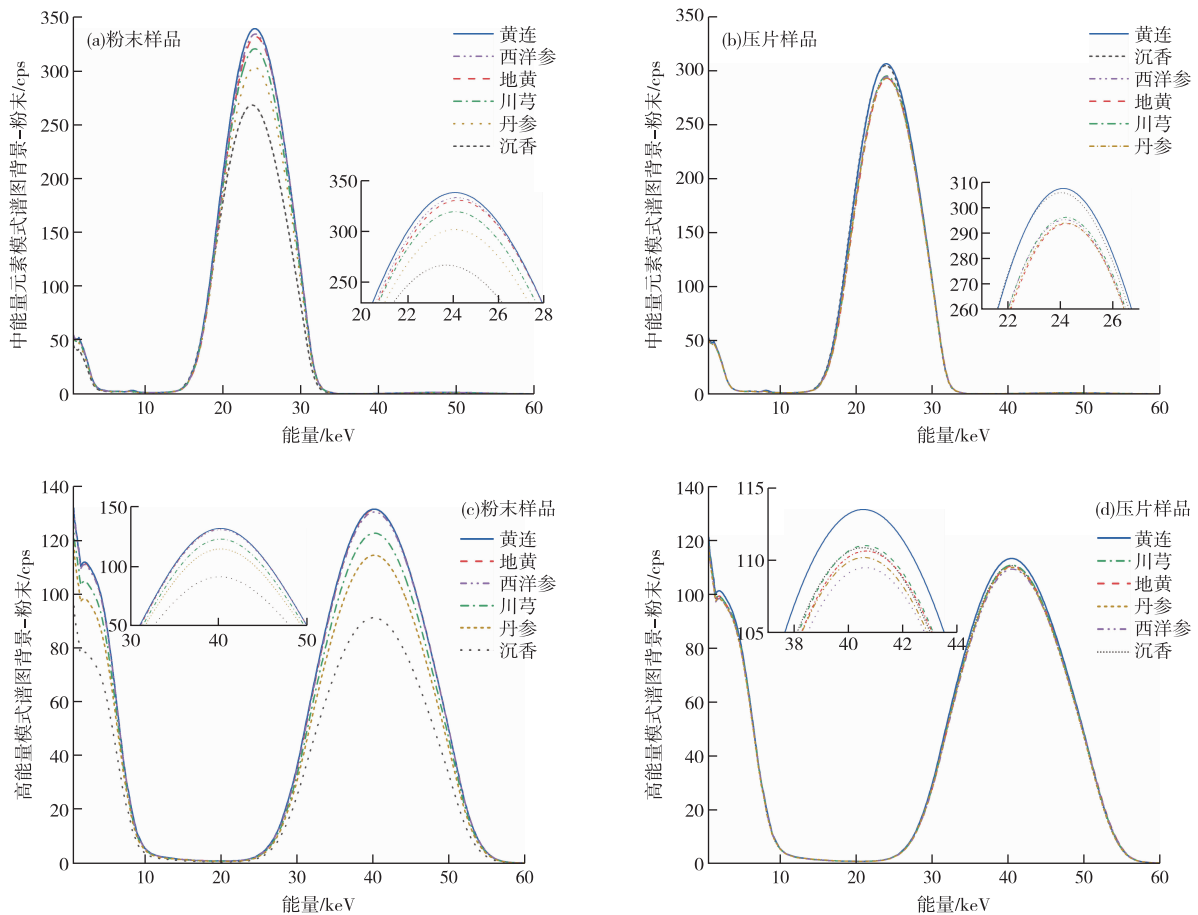 (a)粉末样品
黄连
西洋参
地黄
川芎
丹参
沉香
中能量元素模式谱图背景-粉末/cps
350
300
250
200
150
100
50
0
10
20
30
40
50
60
能量/keV
350
300
250
20
22
24
26
28
(b)压片样品
黄连
沉香
西洋参
地黄
川芎
丹参
中能量元素模式谱图背景-粉末/cps
350
300
250
200
150
100
50
0
10
20
30
40
50
60
能量/keV
310
300
290
280
270
260
22
24
26
(c)粉末样品
黄连
地黄
西洋参
川芎
丹参
沉香
高能量模式谱图背景-粉末/cps
140
120
100
80
60
40
20
0
10
20
30
40
50
60
能量/keV
150
100
50
30
40
50
(d)压片样品
黄连
川芎
地黄
丹参
西洋参
沉香
高能量模式谱图背景-粉末/cps
140
120
100
80
60
40
20
0
10
20
30
40
50
60
能量/keV
115
110
105
38
40
42
44